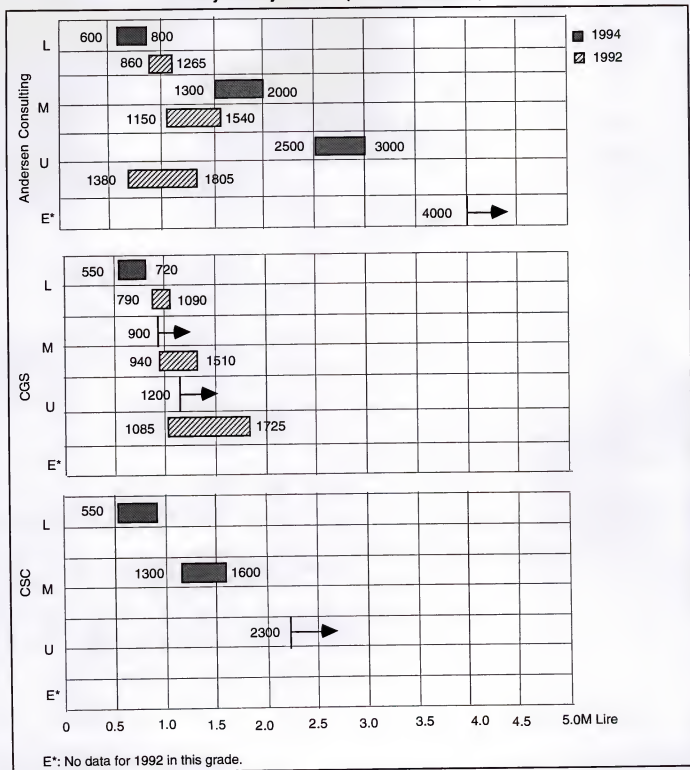 1994
1992
Andersen Consulting
L
600 800
860 1265
M
1300 2000
1150 1540
U
2500 3000
1380 1805
E*
4000
CGS
L
550 720
790 1090
M
900
940 1510
U
1200
1085 1725
E*
CSC
L
550
M
1300 1600
U
2300
E*
0 0.5 1.0 1.5 2.0 2.5 3.0 3.5 4.0 4.5 5.0M Lire
E*: No data for 1992 in this grade.